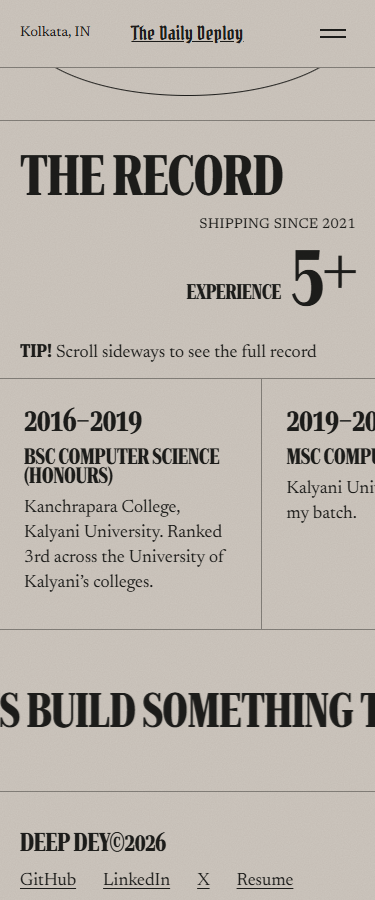 Kolkata, IN
The Daily Deploy
THE RECORD
SHIPPING SINCE 2021
EXPERIENCE 5+
TIP! Scroll sideways to see the full record
2016–2019
BSC COMPUTER SCIENCE
(HONOURS)
Kanchrapara College,
Kalyani University. Ranked
3rd across the University of
Kalyani’s colleges.
2019–20
MSC COMPU
Kalyani Uni
my batch.
S BUILD SOMETHING T
DEEP DEY©2026
GitHub LinkedIn X Resume